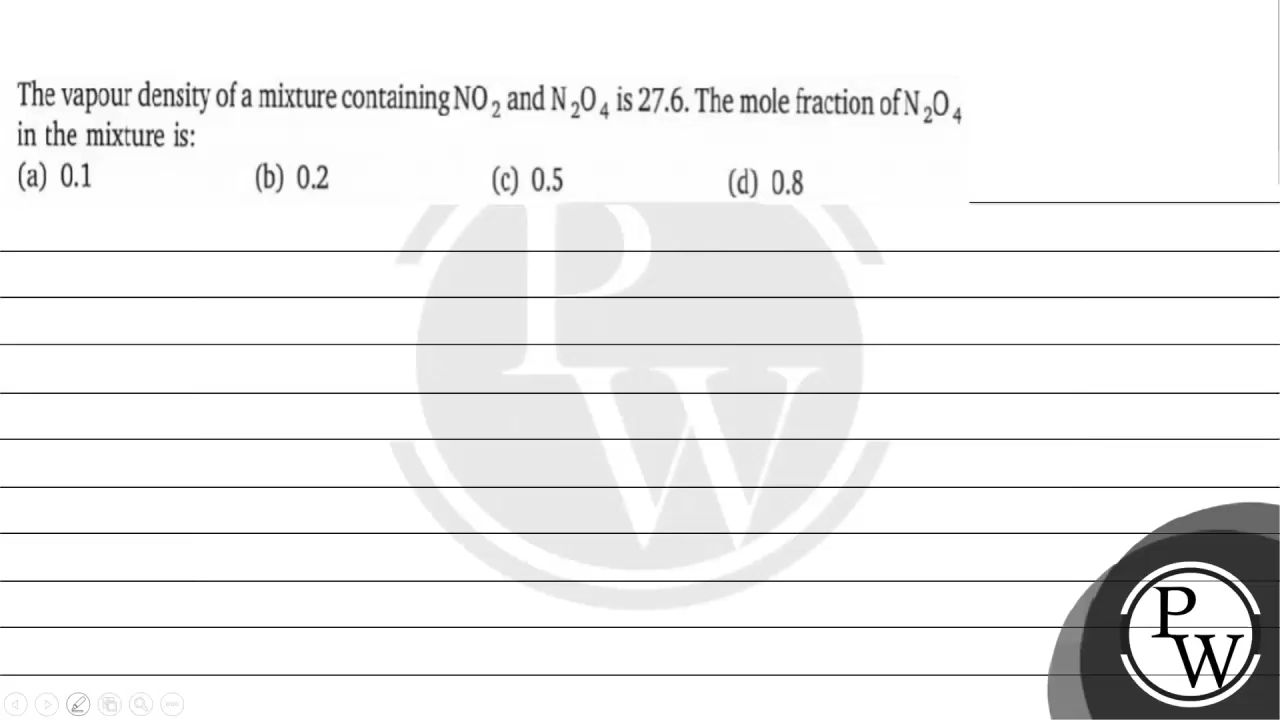 The vapour density of a mixture containing NO₂ and N₂O₄ is 27.6. The mole fraction of N₂O₄
in the mixture is:
(a) 0.1 (b) 0.2 (c) 0.5 (d) 0.8
P
W
P
W